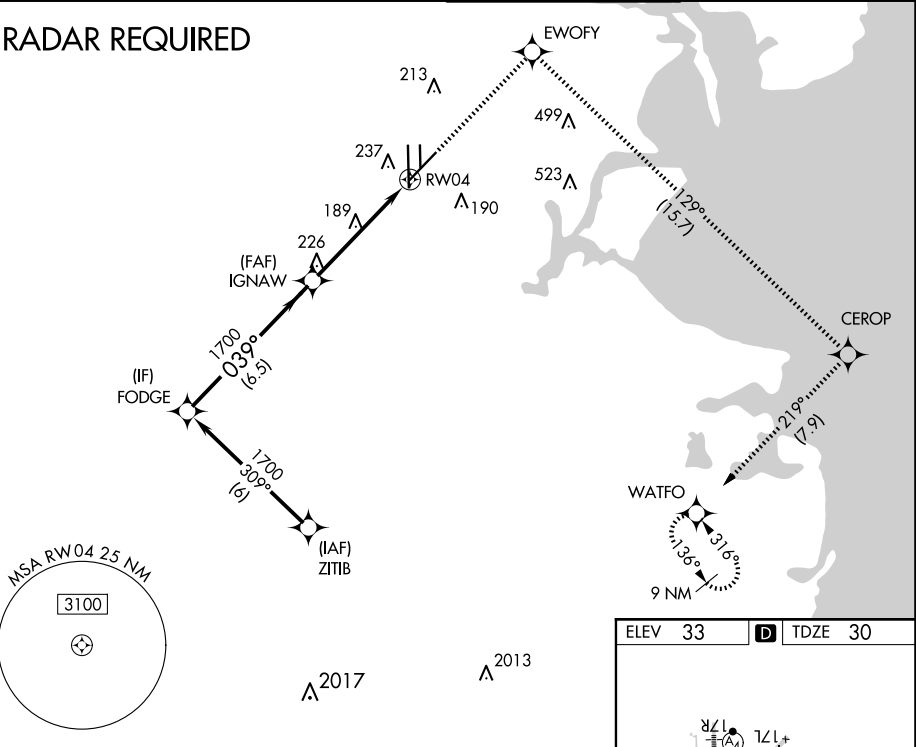 RADAR REQUIRED
EWOFY
213
499
237
RW04
523
190
189
226
(FAF)
IGNAW
129°
(15.7)
1700
039°
(6.5)
CEROP
(IF)
FODGE
219°
(7.9)
1700
309°
(6)
WATFO
(IAF)
ZITIB
136°
316°
9 NM
MSA RW04 25 NM
3100
ELEV 33 D TDZE 30
2017
2013
17R
17L